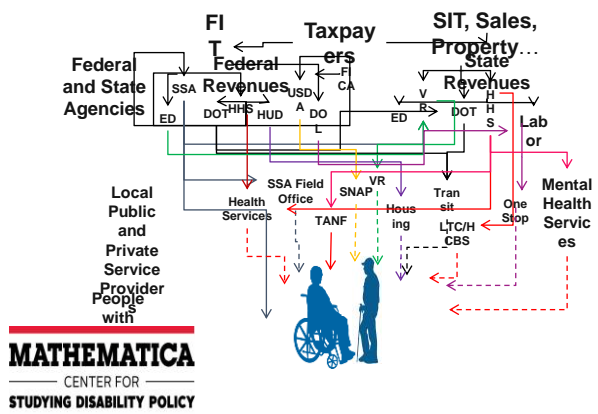 FI
T
Taxpay
ers
SIT, Sales,
Property…
Federal
and State
Agencies
Federal
Revenues
State
Revenues
SSA
ED
DOT
HHS
HUD
USD
A
DO
L
FI
CA
ED
V
R
DOT
H
H
S
Lab
or
Local
Public
and
Private
Service
Provider
s
Health
Services
SSA Field
Office
TANF
SNAP
VR
Hous
ing
Tran
sit
LTC/H
CBS
One
Stop
Mental
Health
Servic
es
People
with
MATHEMATICA
CENTER FOR
STUDYING DISABILITY POLICY